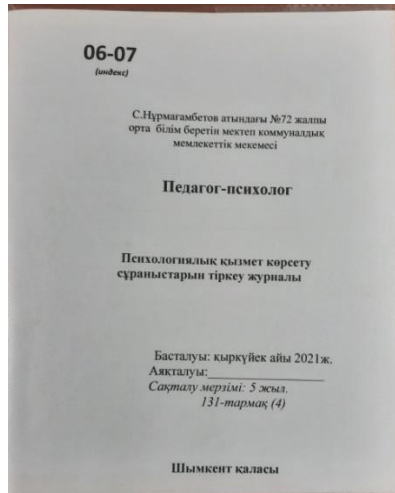 06-07
(индекс)
С.Нұрмағамбетов атындағы №72 жалпы
орта білім беретін мектеп коммуналдық
мемлекеттік мекемесі
Педагог-психолог
Психологиялық қызмет көрсету
сұраныстарын тіркеу журналы
Басталуы: қыркүйек айы 2021ж.
Аяқталуы:____________________
Сақталу мерзімі: 5 жыл.
131-тармақ (4)
Шымкент қаласы